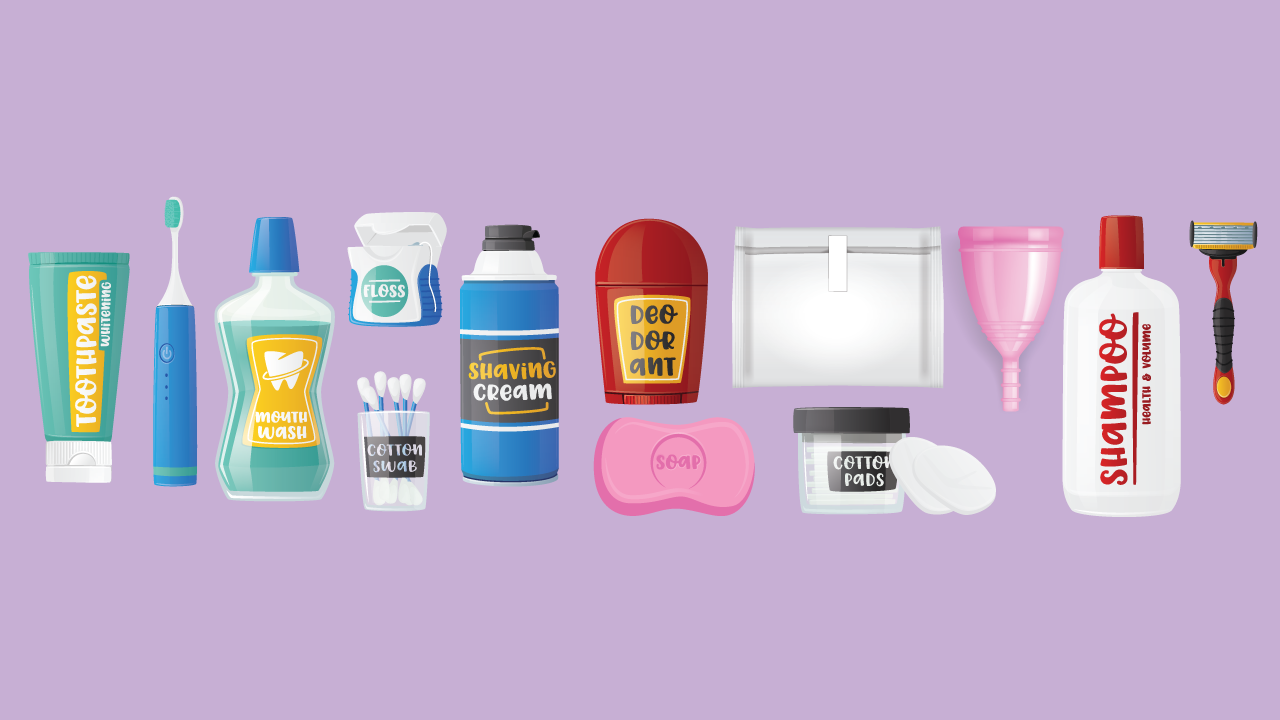 TOOTHPASTE
WHITENING
mouth
wash
FLOSS
COTTON
SWAB
shaving
cream
DEO
DOR
anT
SOAP
COTTON
PADS
Shampoo
HEALTH & VOLUME